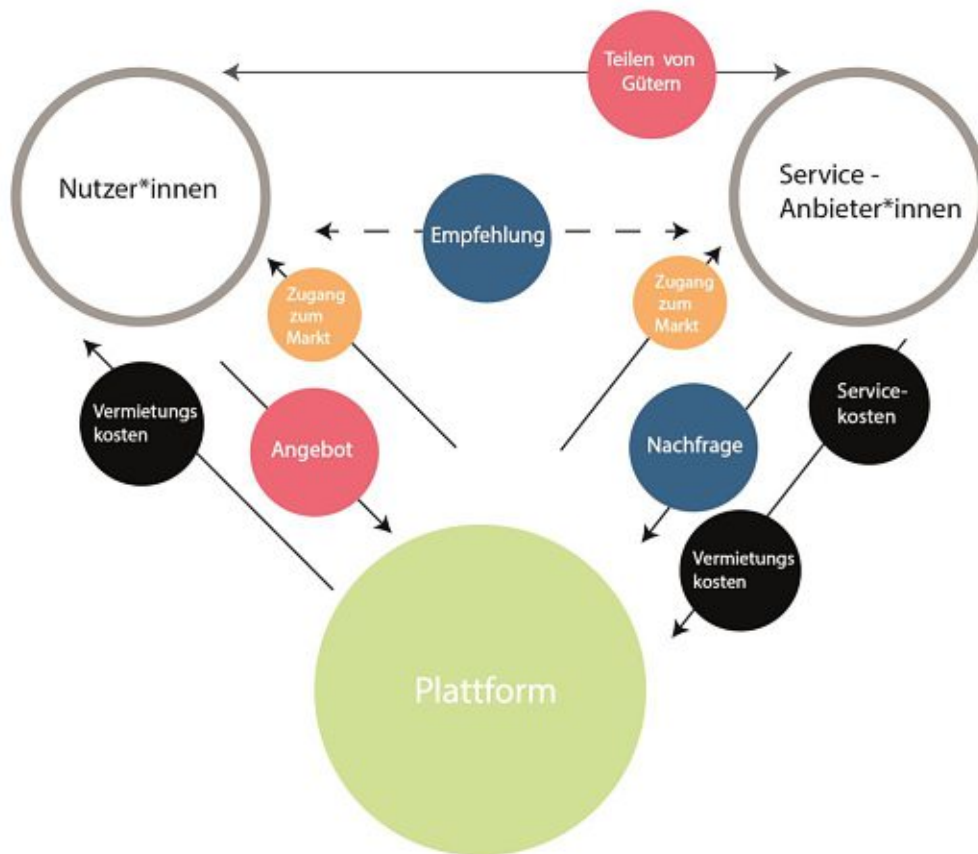 Teilen von
Gütern
Nutzer*innen
Service -
Anbieter*innen
Empfehlung
Zugang
zum
Markt
Zugang
zum
Markt
Vermietungs
kosten
Angebot
Nachfrage
Service-
kosten
Vermietungs
kosten
Plattform